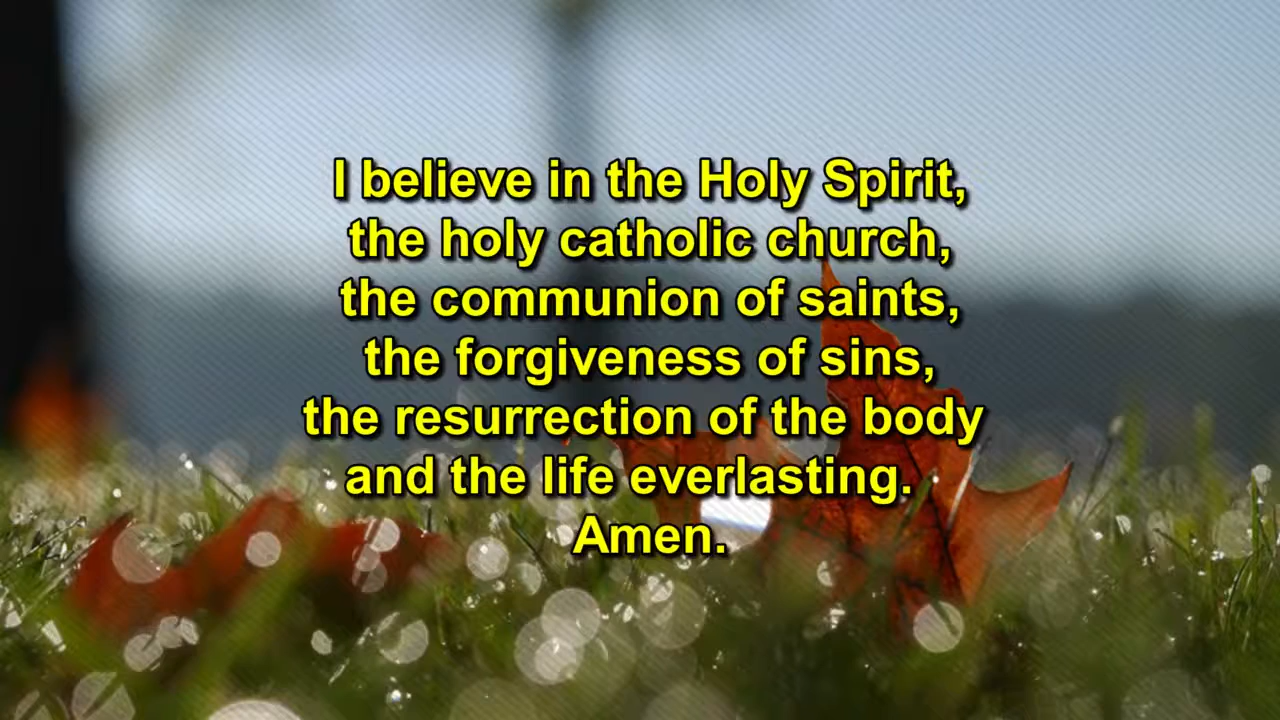 I believe in the Holy Spirit,
the holy catholic church,
the communion of saints,
the forgiveness of sins,
the resurrection of the body
and the life everlasting.
Amen.